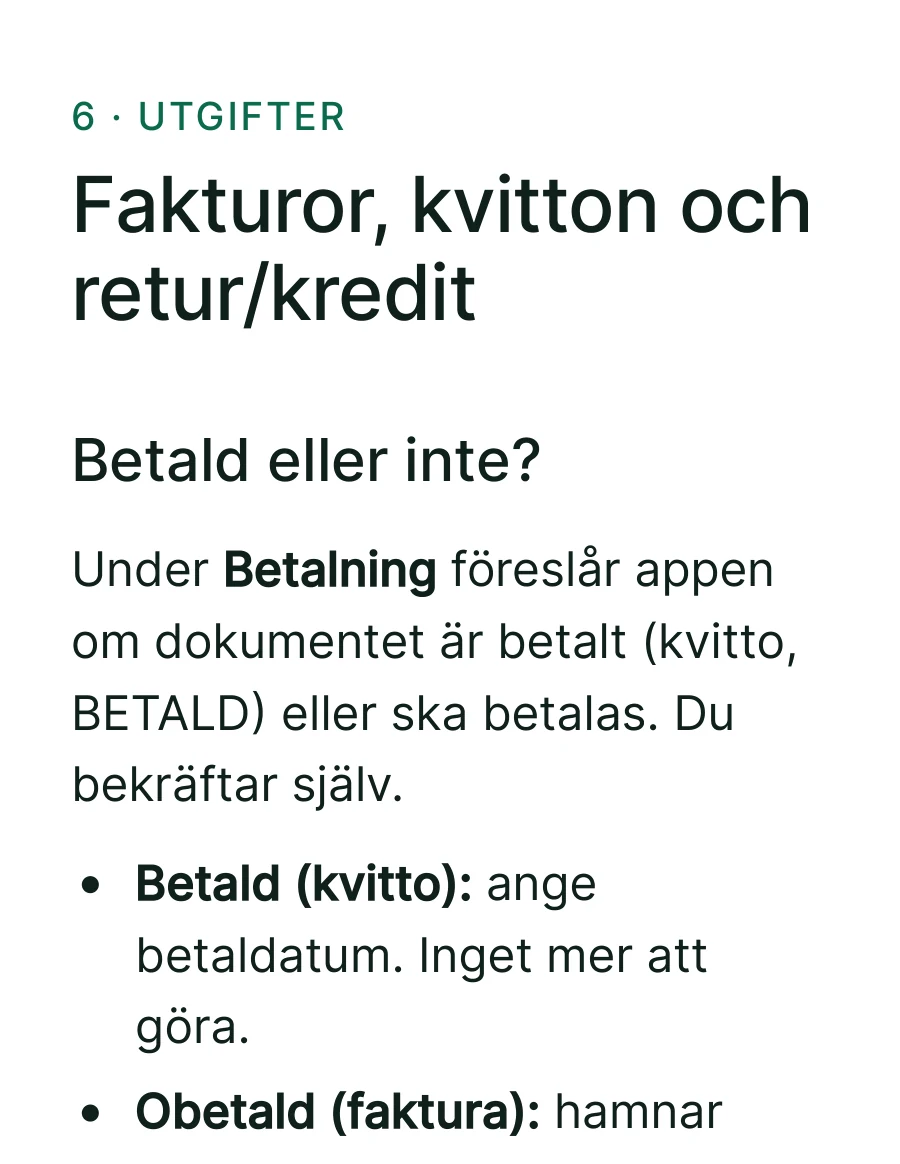 6 · UTGIFTER
Fakturor, kvitton och
retur/kredit
Betald eller inte?
Under Betalning föreslår appen
om dokumentet är betalt (kvitto,
BETALD) eller ska betalas. Du
bekräftar själv.
• Betald (kvitto): ange
betaldatum. Inget mer att
göra.
• Obetald (faktura): hamnar